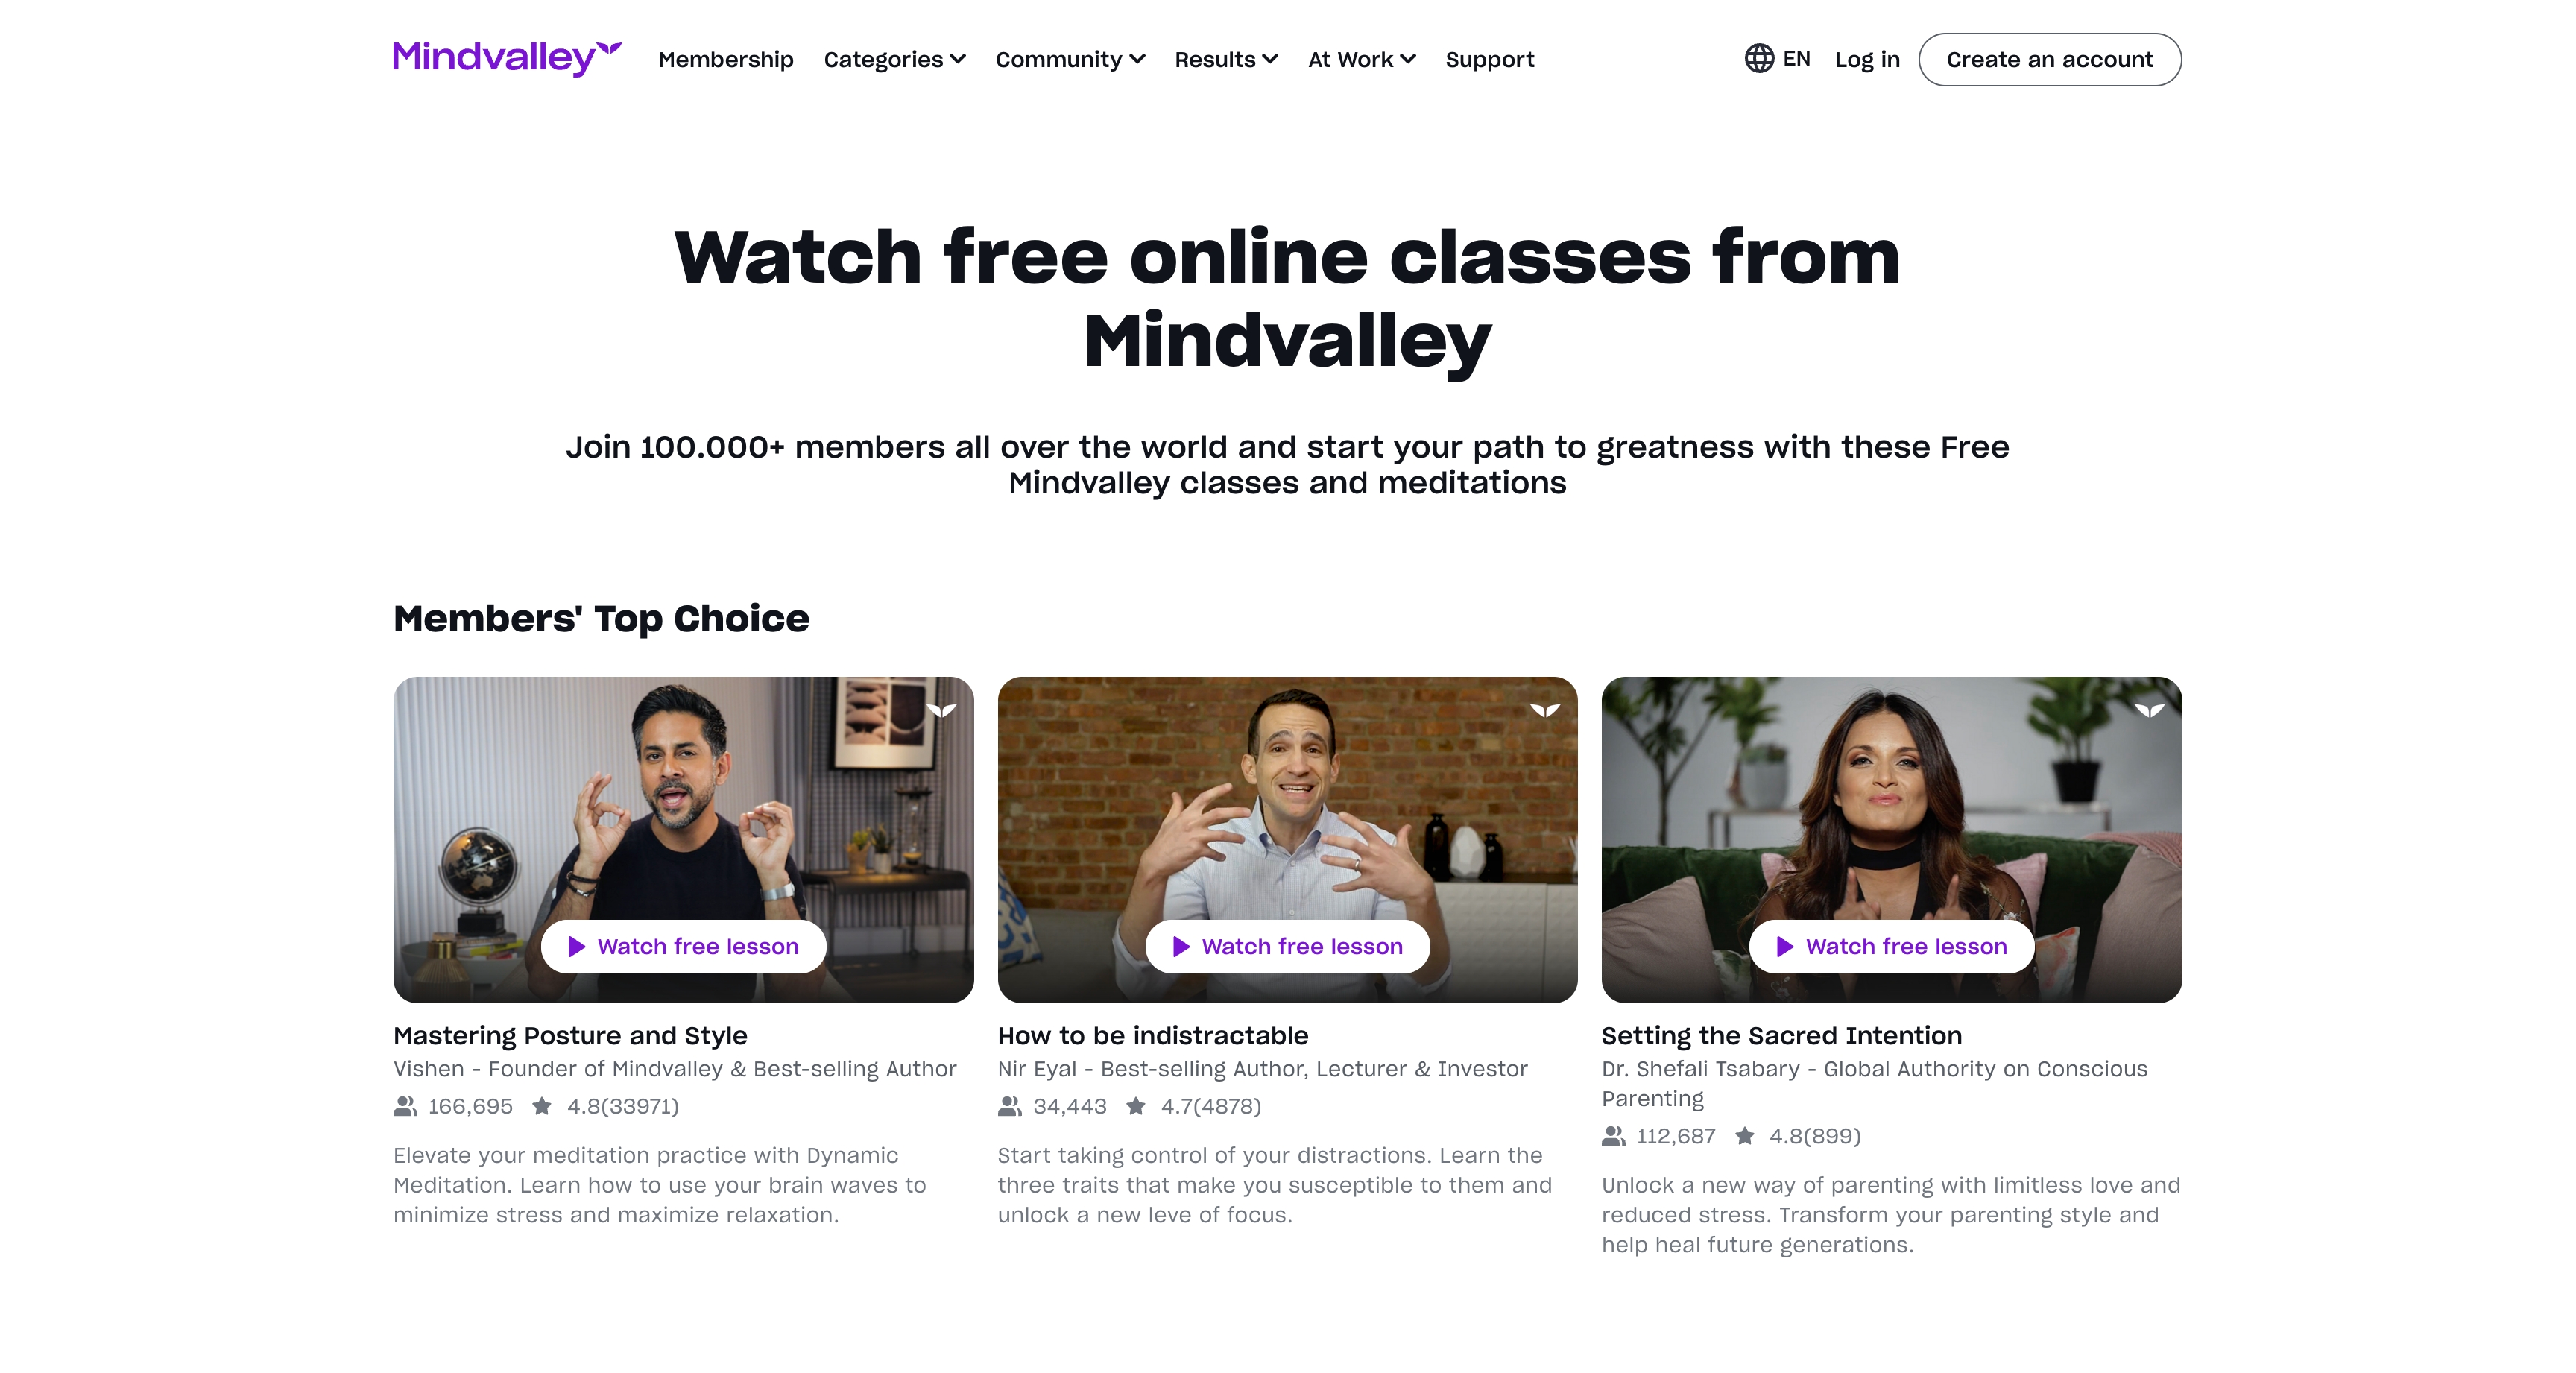 Mindvalley
Membership
Categories
Community
Results
At Work
Support
EN
Log in
Create an account
Watch free online classes from
Mindvalley
Join 100.000+ members all over the world and start your path to greatness with these Free
Mindvalley classes and meditations
Members' Top Choice
Watch free lesson
Mastering Posture and Style
Vishen - Founder of Mindvalley & Best-selling Author
166,695 4.8(33971)
Elevate your meditation practice with Dynamic
Meditation. Learn how to use your brain waves to
minimize stress and maximize relaxation.
Watch free lesson
How to be indistractable
Nir Eyal - Best-selling Author, Lecturer & Investor
34,443 4.7(4878)
Start taking control of your distractions. Learn the
three traits that make you susceptible to them and
unlock a new leve of focus.
Watch free lesson
Setting the Sacred Intention
Dr. Shefali Tsabary - Global Authority on Conscious
Parenting
112,687 4.8(899)
Unlock a new way of parenting with limitless love and
reduced stress. Transform your parenting style and
help heal future generations.